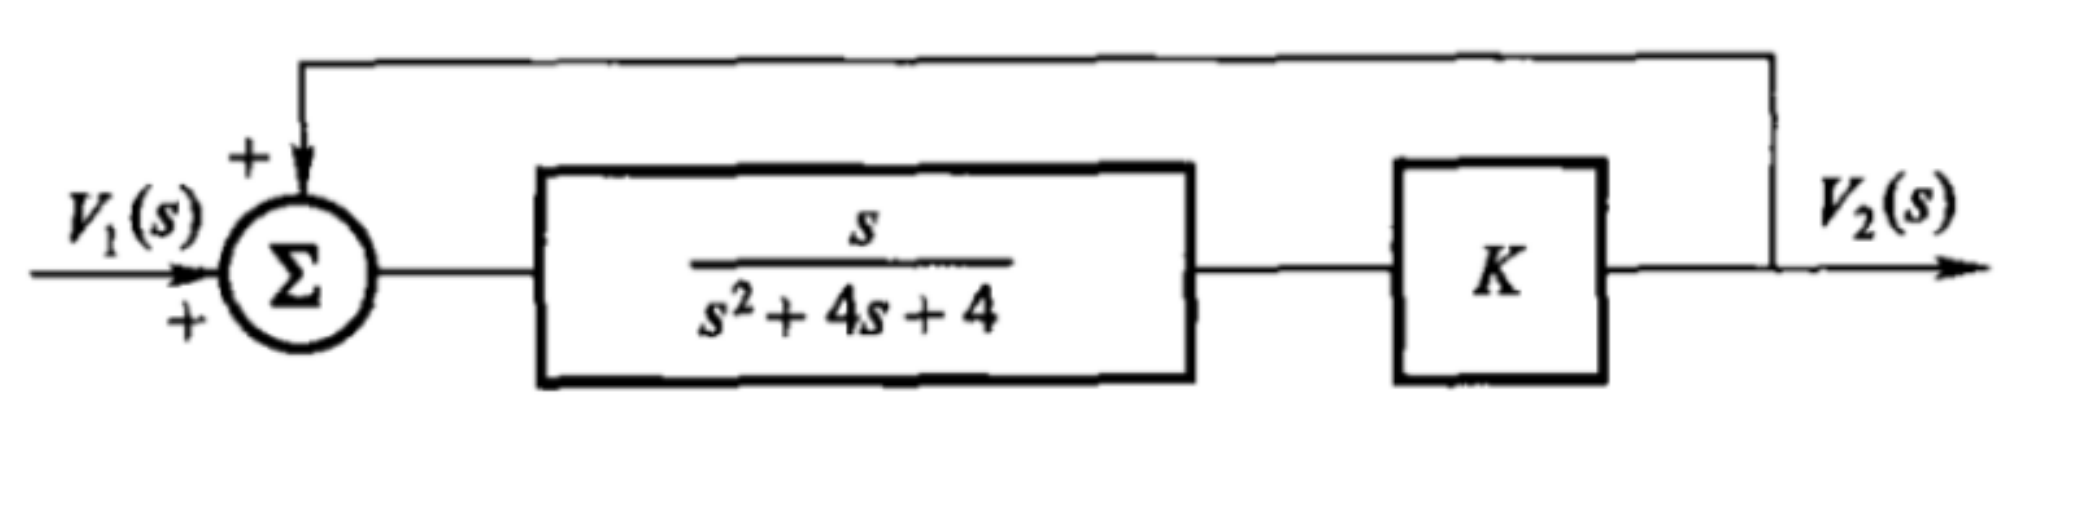 +
V₁(s)
+
Σ
s
s² + 4s + 4
K
V₂(s)